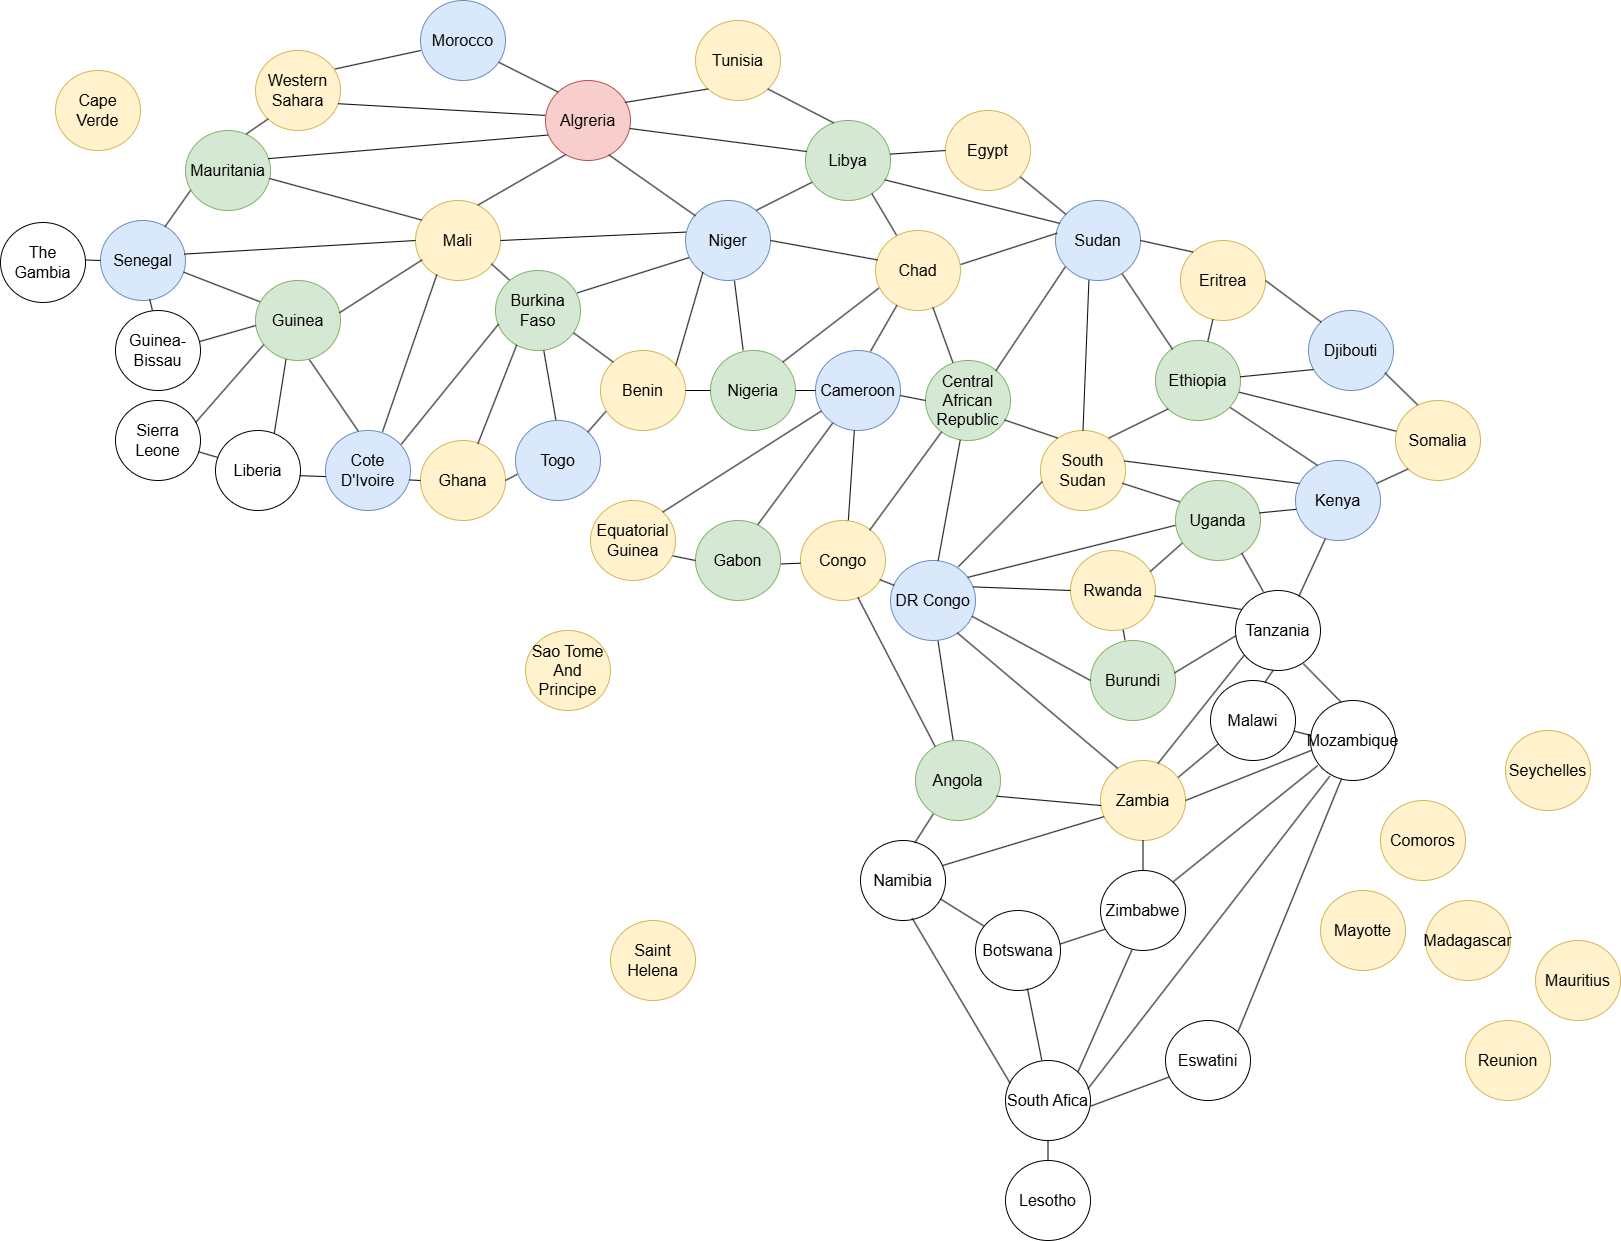 Morocco
Tunisia
Western
Sahara
Cape
Verde
Algreria
Egypt
Libya
Mauritania
The
Gambia
Senegal
Mali
Niger
Sudan
Chad
Eritrea
Burkina
Faso
Guinea
Guinea-
Bissau
Djibouti
Ethiopia
Benin
Nigeria
Cameroon
Central
African
Republic
Sierra
Leone
Somalia
Liberia
Cote
D'Ivoire
Ghana
Togo
South
Sudan
Kenya
Uganda
Equatorial
Guinea
Gabon
Congo
DR Congo
Rwanda
Tanzania
Sao Tome
And
Principe
Burundi
Malawi
Mozambique
Seychelles
Angola
Zambia
Comoros
Namibia
Zimbabwe
Botswana
Mayotte
Madagascar
Saint
Helena
Mauritius
Eswatini
Reunion
South Afica
Lesotho